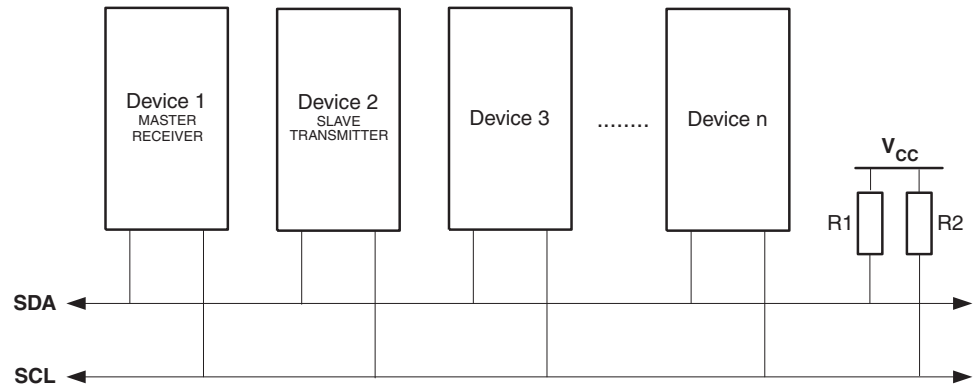 Device 1
MASTER
RECEIVER
Device 2
SLAVE
TRANSMITTER
Device 3
........
Device n
VCC
R1
R2
SDA
SCL